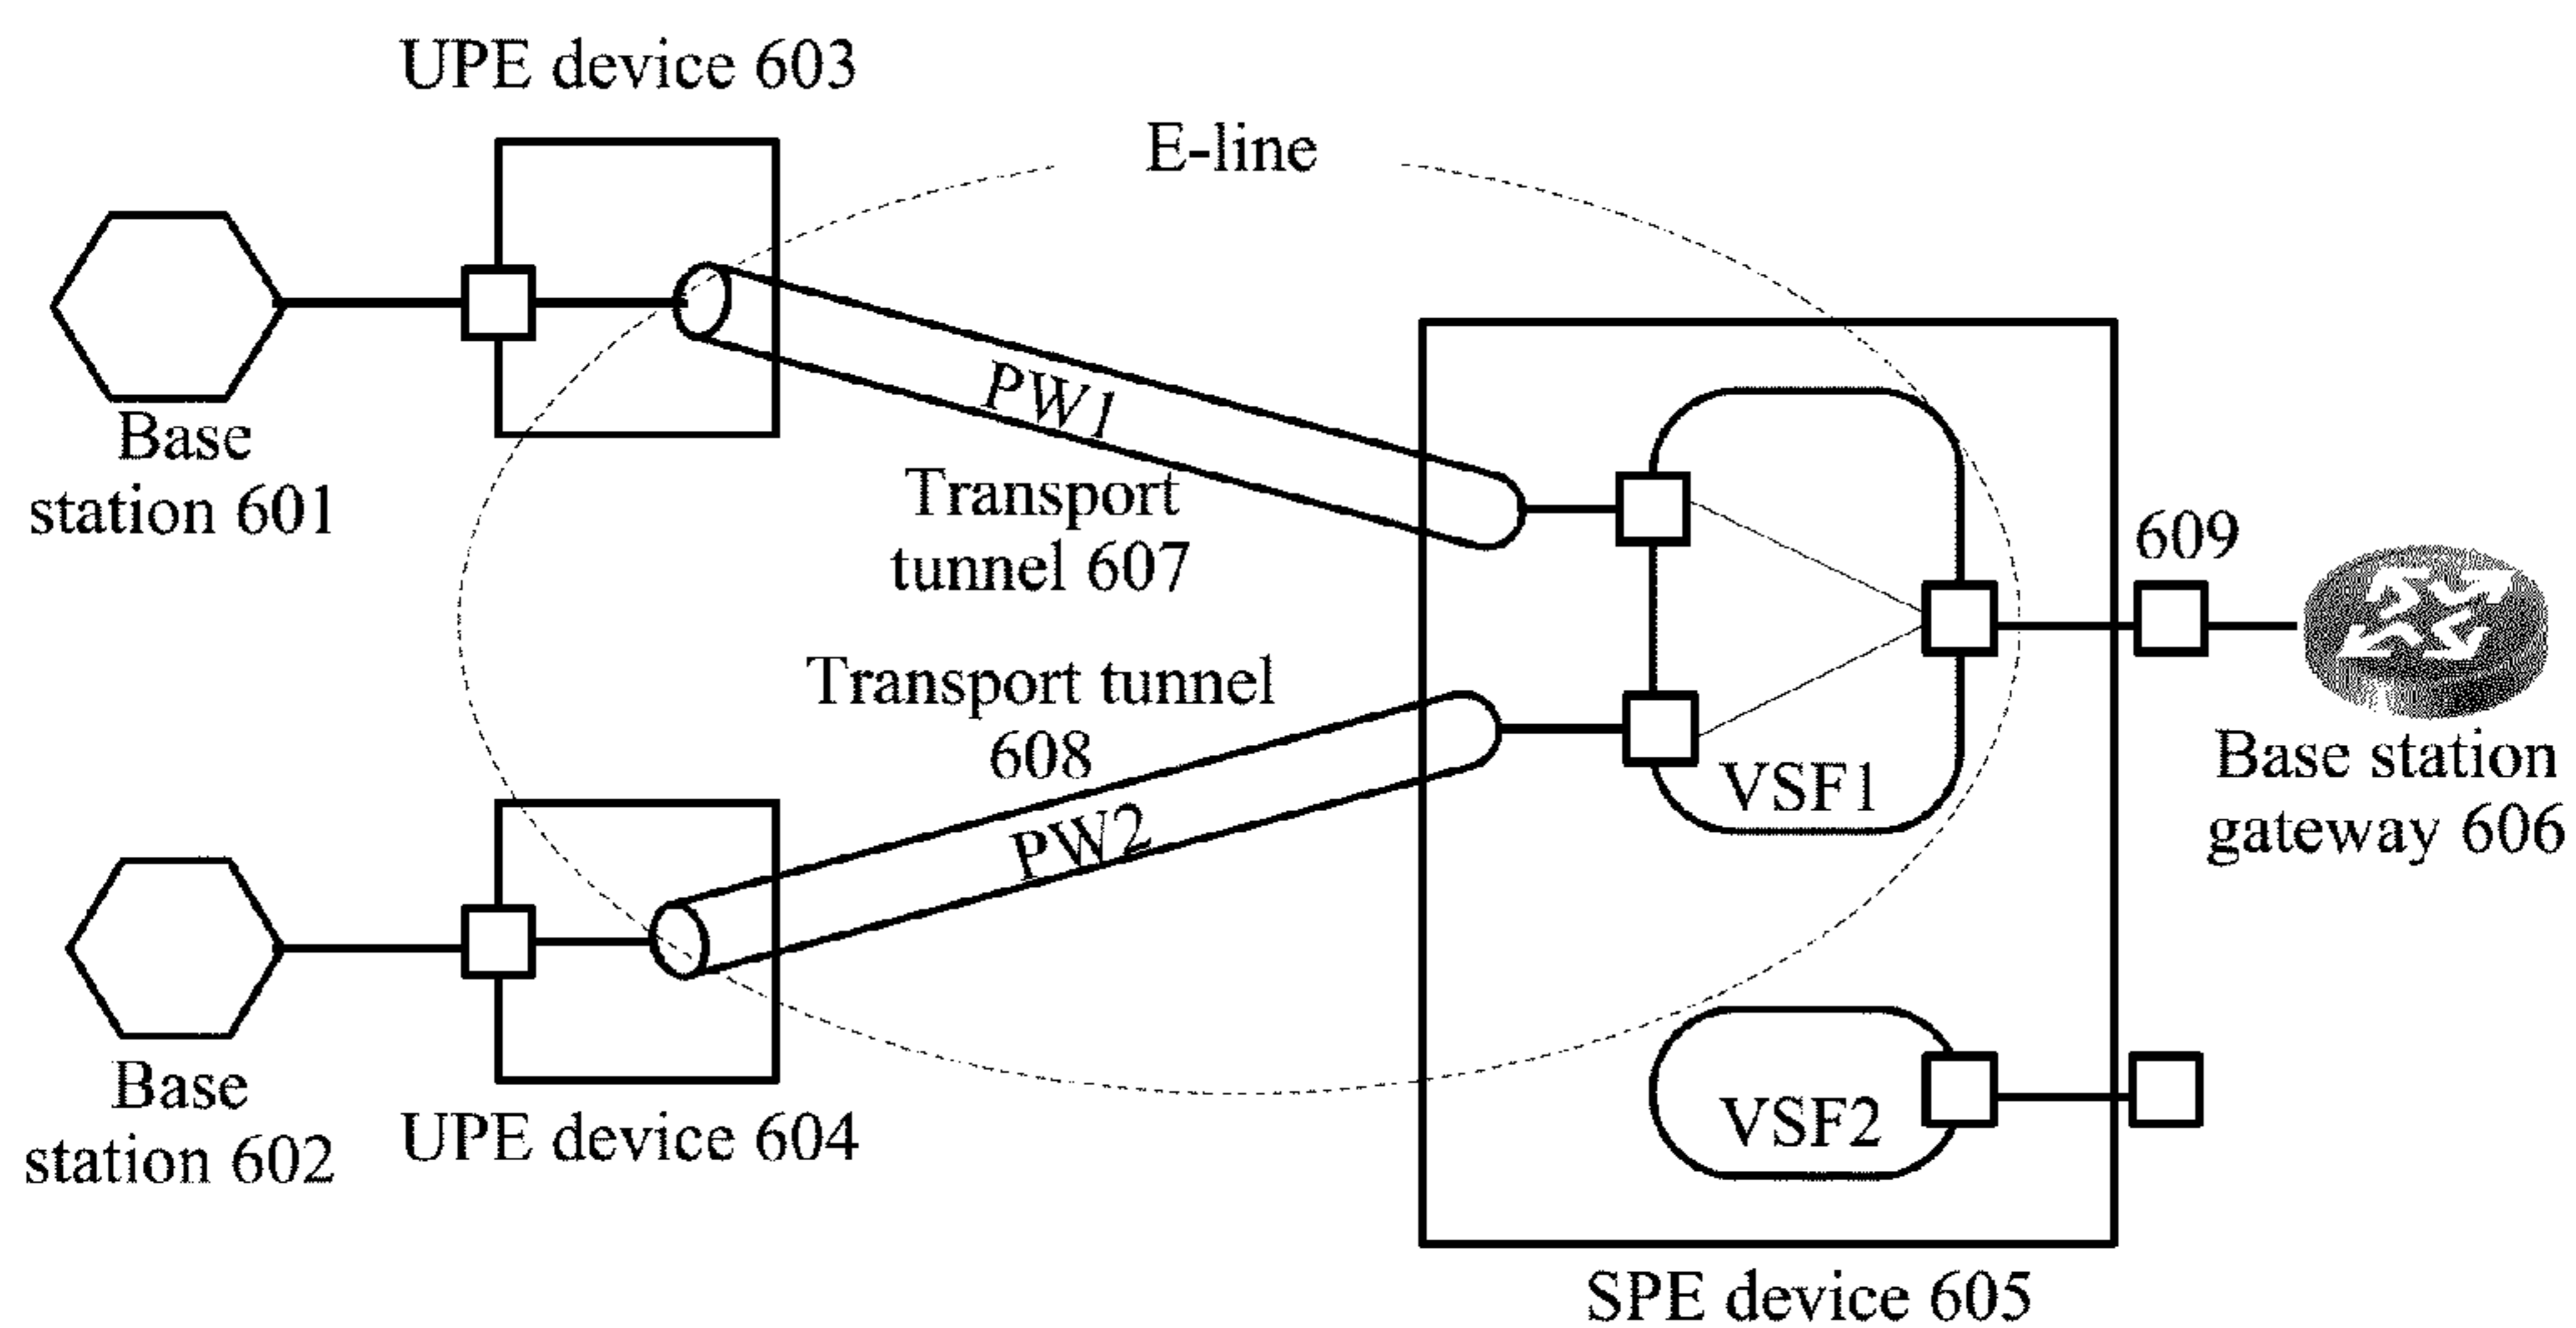 UPE device 603
E-line
Base
station 601
PW1
Transport
tunnel 607
609
Transport tunnel
608
PW2
VSF1
Base station
gateway 606
Base
station 602
UPE device 604
VSF2
SPE device 605